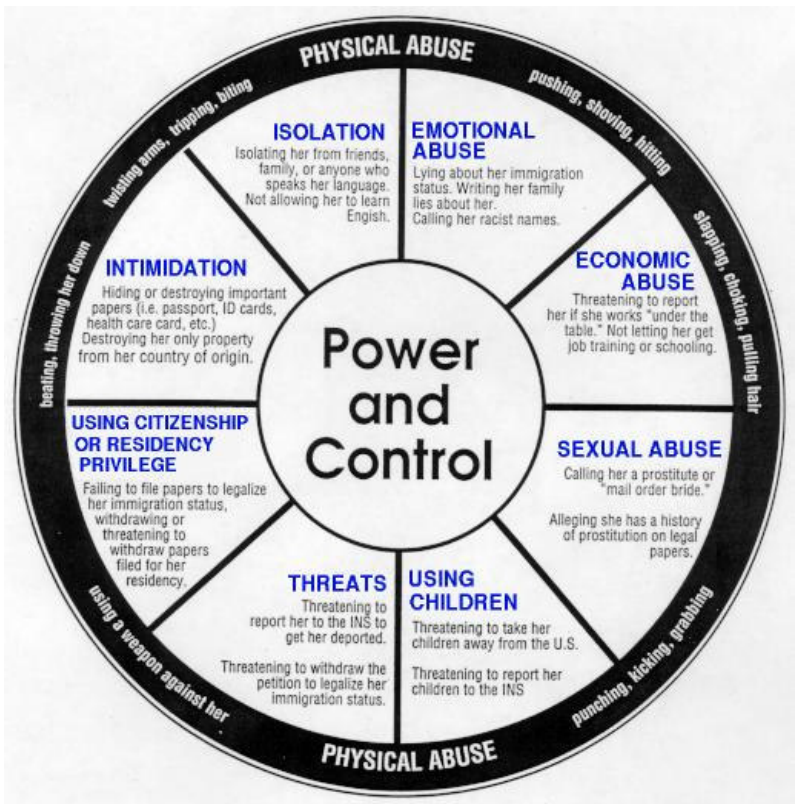 PHYSICAL ABUSE
pushing, shoving, hitting
slapping, choking, pulling hair
punching, kicking, grabbing
PHYSICAL ABUSE
using a weapon against her
beating, throwing her down
twisting arms, tripping, biting
Power
and
Control
ISOLATION
Isolating her from friends,
family, or anyone who
speaks her language.
Not allowing her to learn
Engish.
EMOTIONAL
ABUSE
Lying about her immigration
status. Writing her family
lies about her.
Calling her racist names.
ECONOMIC
ABUSE
Threatening to report
her if she works "under the
table." Not letting her get
job training or schooling.
SEXUAL ABUSE
Calling her a prostitute or
"mail order bride."
Alleging she has a history
of prostitution on legal
papers.
USING
CHILDREN
Threatening to take her
children away from the U.S.
Threatening to report her
children to the INS
THREATS
Threatening to
report her to the INS to
get her deported.
Threatening to withdraw the
petition to legalize her
immigration status.
USING CITIZENSHIP
OR RESIDENCY
PRIVILEGE
Failing to file papers to legalize
her immigration status,
withdrawing or
threatening to
withdraw papers
filed for her
residency.
INTIMIDATION
Hiding or destroying important
papers (i.e. passport, ID cards,
health care card, etc.)
Destroying her only property
from her country of origin.